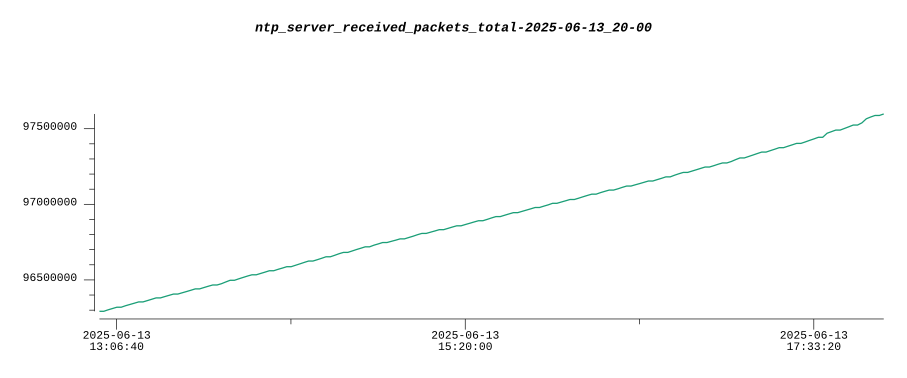 ntp_server_received_packets_total-2025-06-13_20-00
97500000
97000000
96500000
2025-06-13 2025-06-13 2025-06-13
13:06:40 15:20:00 17:33:20